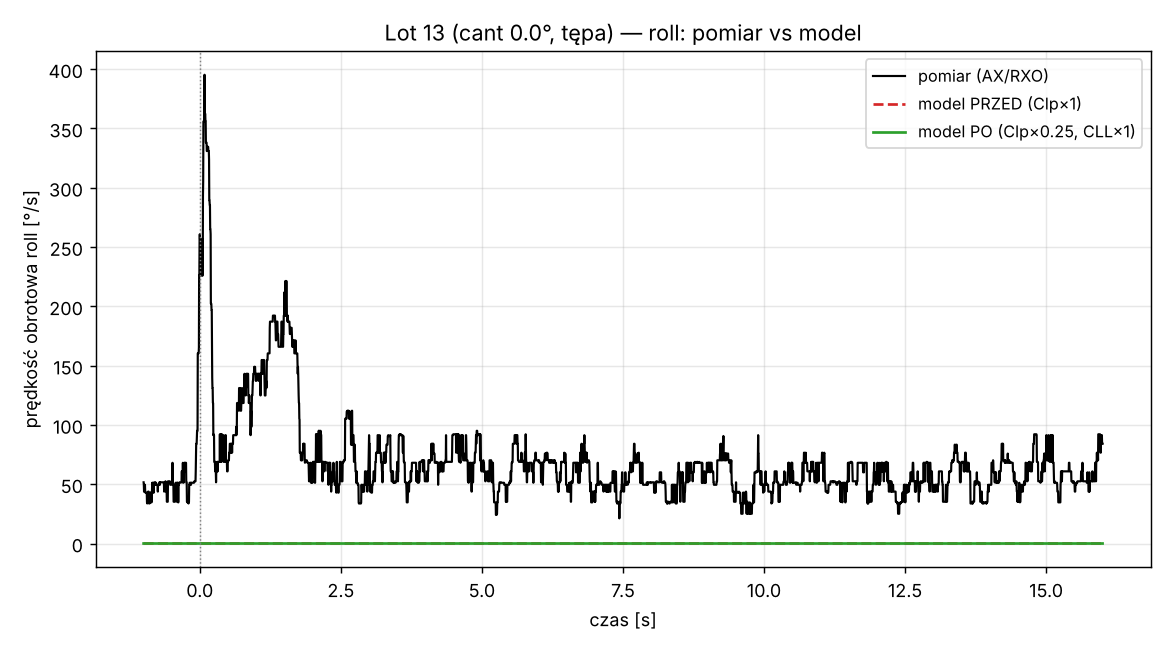 Lot 13 (cant 0.0°, tępa) — roll: pomiar vs model
pomiar (AX/RXO)
model PRZED (Clp×1)
model PO (Clp×0.25, CLL×1)
prędkość obrotowa roll [°/s]
400
350
300
250
200
150
100
50
0
0.0
2.5
5.0
7.5
10.0
12.5
15.0
czas [s]